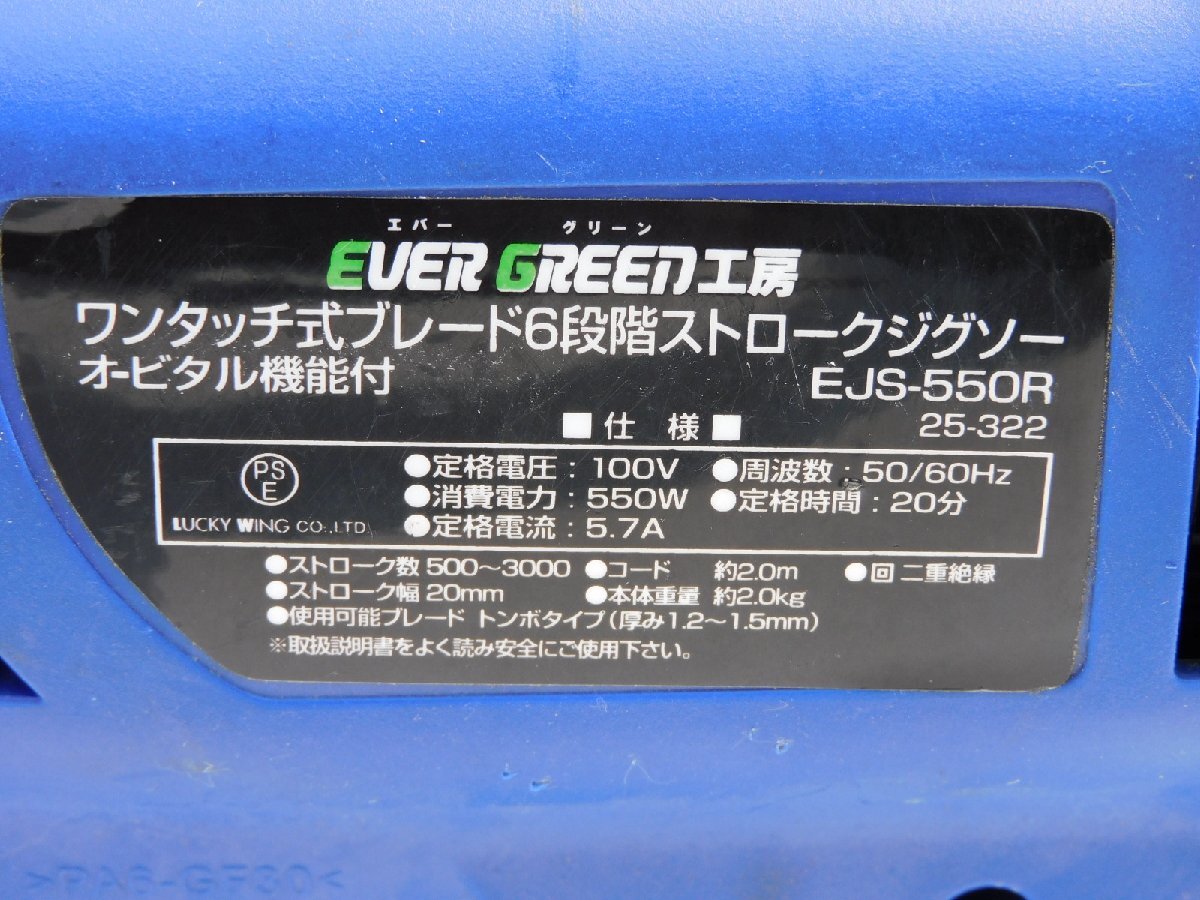 エバー グリーン
EVER GREEN工房
ワンタッチ式ブレード6段階ストロークジグソー
オービタル機能付 EJS-550R
■仕 様■ 25-322
PS
E
LUCKY WING CO.,LTD.
●定格電圧：100V ●周波数：50/60Hz
●消費電力：550W ●定格時間：20分
●定格電流：5.7A
●ストローク数 500～3000 ●コード 約2.0m ●回 二重絶縁
●ストローク幅 20mm ●本体重量 約2.0kg
●使用可能ブレード トンボタイプ（厚み1.2～1.5mm）
※取扱説明書をよく読み安全にご使用下さい。
>PA6-GF30<